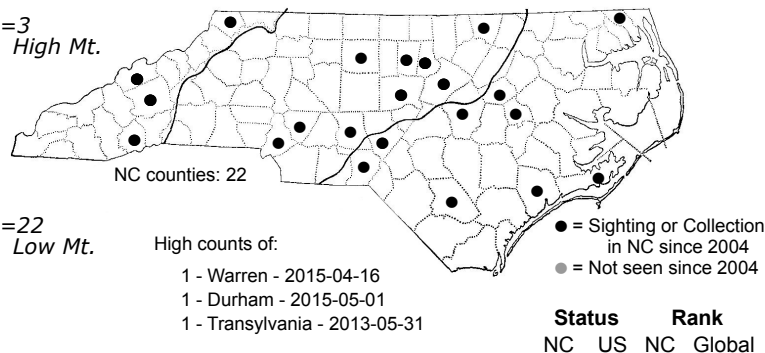 =3
High Mt.
NC counties: 22
=22
Low Mt.
High counts of:
1 - Warren - 2015-04-16
1 - Durham - 2015-05-01
1 - Transylvania - 2013-05-31
= Sighting or Collection
in NC since 2004
= Not seen since 2004
Status Rank
NC US NC Global